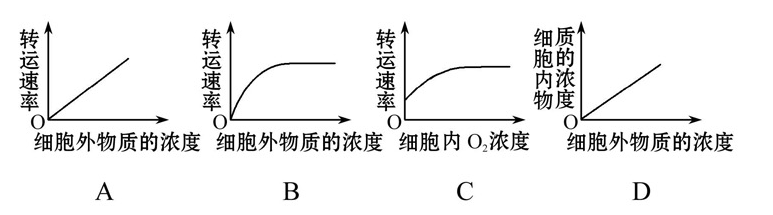 转运速率
O
细胞外物质的浓度
A
转运速率
O
细胞外物质的浓度
B
转运速率
O
细胞内 O₂浓度
C
细胞内物
质的浓度
O
细胞外物质的浓度
D